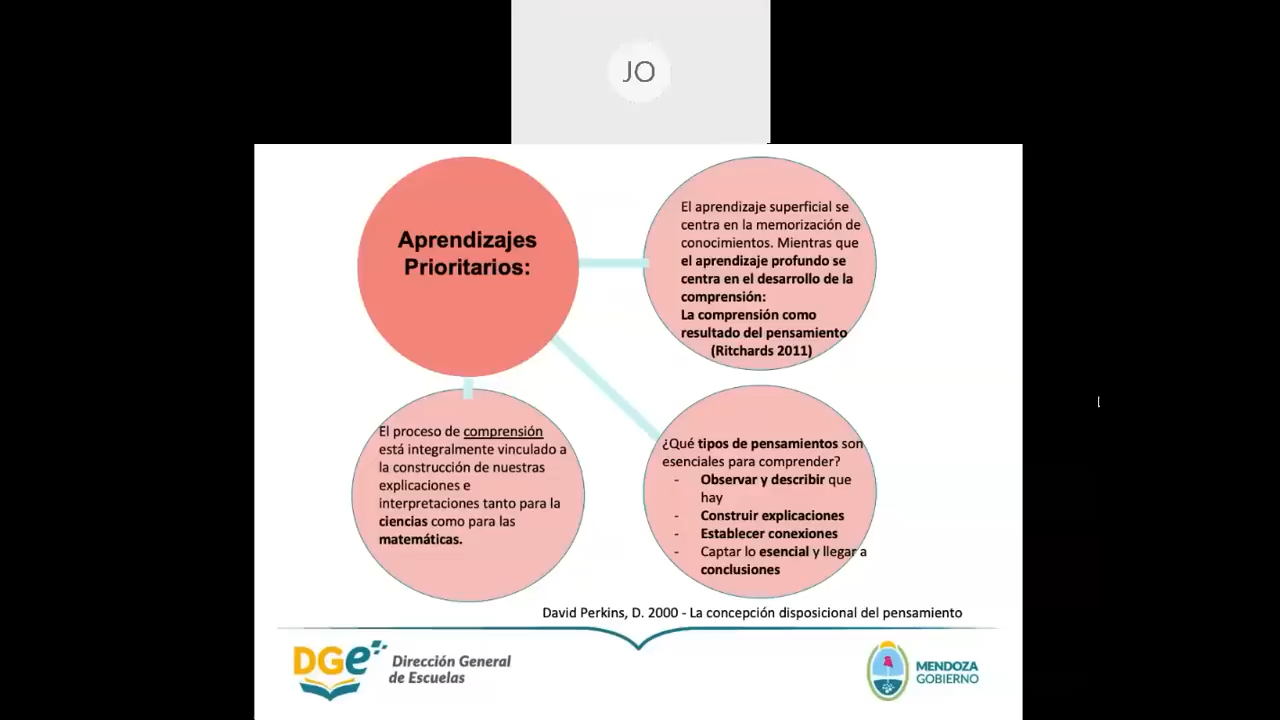 JO
Aprendizajes
Prioritarios:
El aprendizaje superficial se
centra en la memorización de
conocimientos. Mientras que
el aprendizaje profundo se
centra en el desarrollo de la
comprensión:
La comprensión como
resultado del pensamiento
(Ritchards 2011)
El proceso de comprensión
está integralmente vinculado a
la construcción de nuestras
explicaciones e
interpretaciones tanto para la
ciencias como para las
matemáticas.
¿Qué tipos de pensamientos son
esenciales para comprender?
- Observar y describir que
hay
- Construir explicaciones
- Establecer conexiones
- Captar lo esencial y llegar a
conclusiones
David Perkins, D. 2000 - La concepción disposicional del pensamiento
DGe
Dirección General
de Escuelas
MENDOZA
GOBIERNO